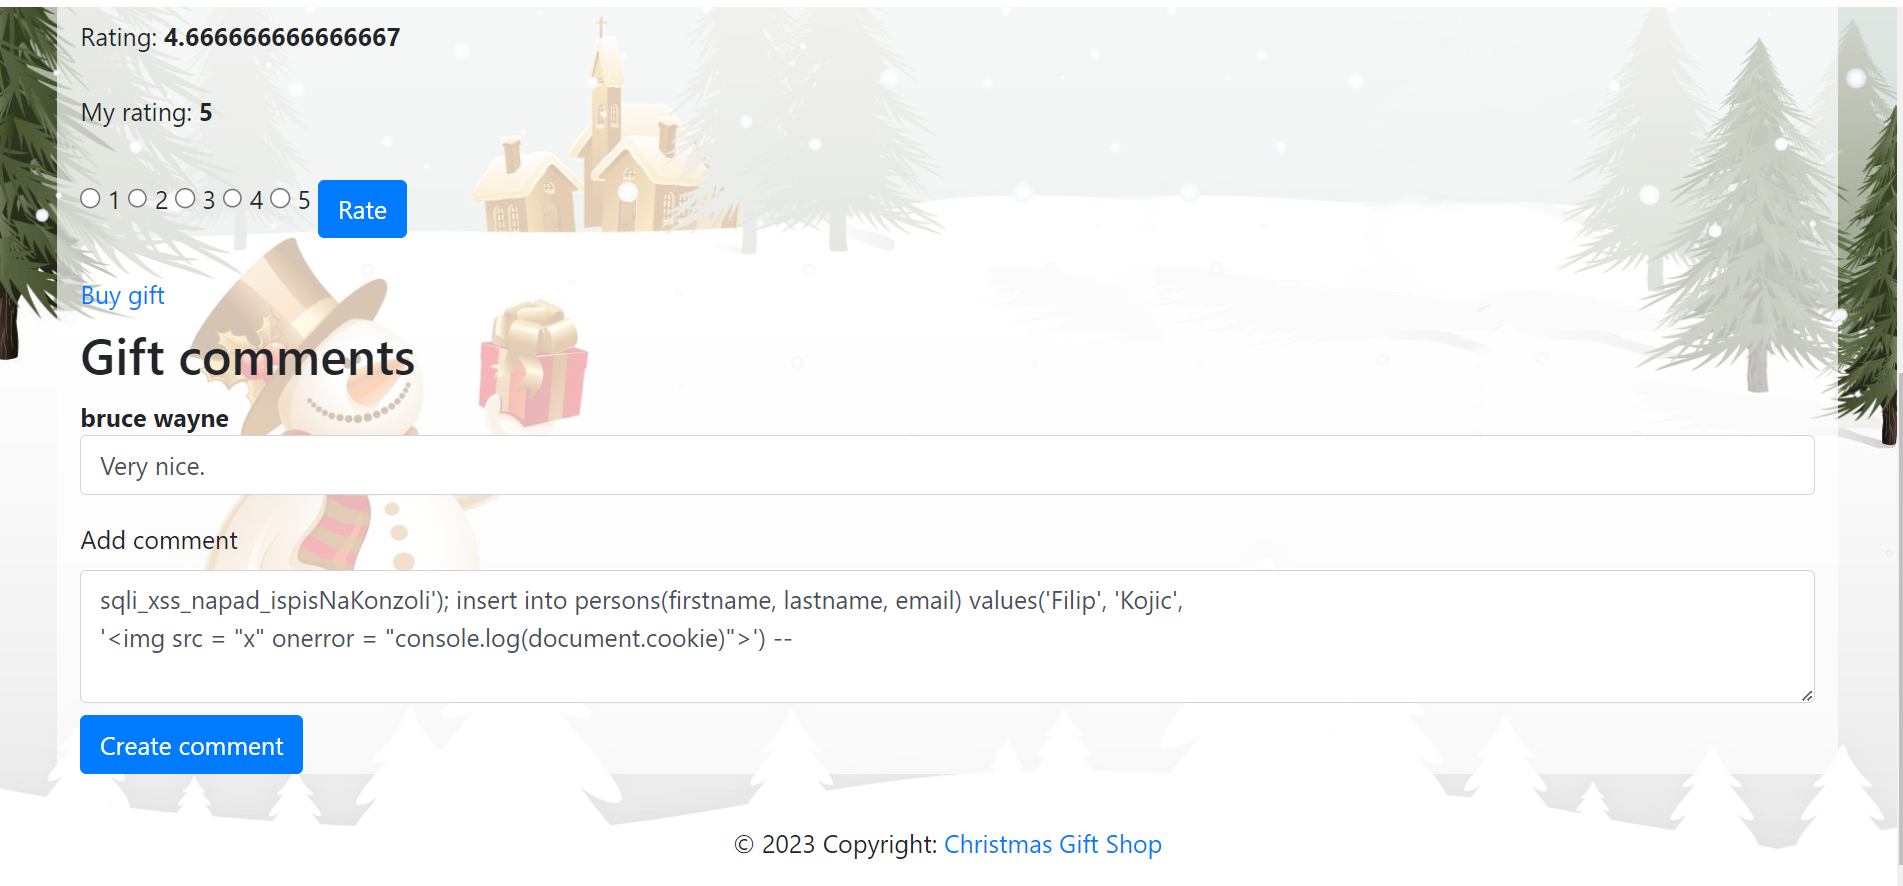 Rating: 4.666666666666667
My rating: 5
1 2 3 4 5 Rate
Buy gift
Gift comments
bruce wayne
Very nice.
Add comment
sqli_xss_napad_ispisNaKonzoli'); insert into persons(firstname, lastname, email) values('Filip', 'Kojic',
'<img src = "x" onerror = "console.log(document.cookie)">') --
Create comment
© 2023 Copyright: Christmas Gift Shop